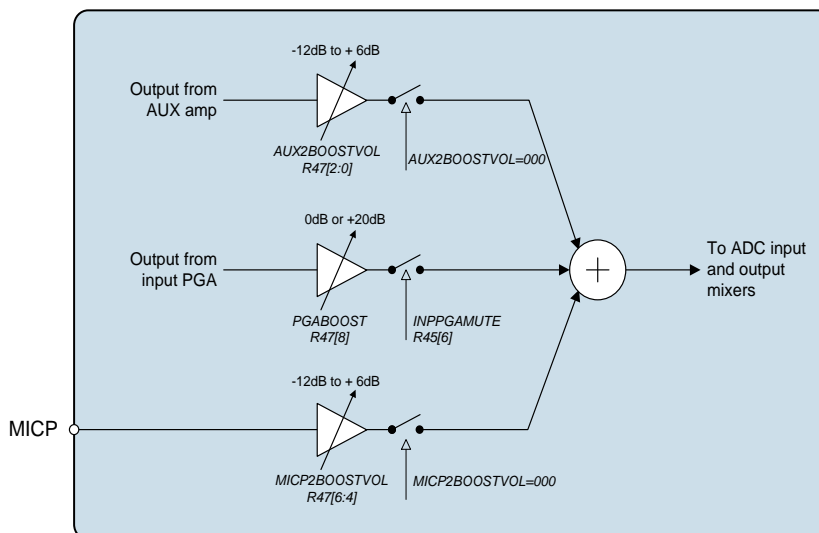 -12dB to + 6dB
Output from
AUX amp
AUX2BOOSTVOL
R47[2:0]
AUX2BOOSTVOL=000
0dB or +20dB
Output from
input PGA
PGABOOST
R47[8]
INPPGAMUTE
R45[6]
To ADC input
and output
mixers
-12dB to + 6dB
MICP
MICP2BOOSTVOL
R47[6:4]
MICP2BOOSTVOL=000